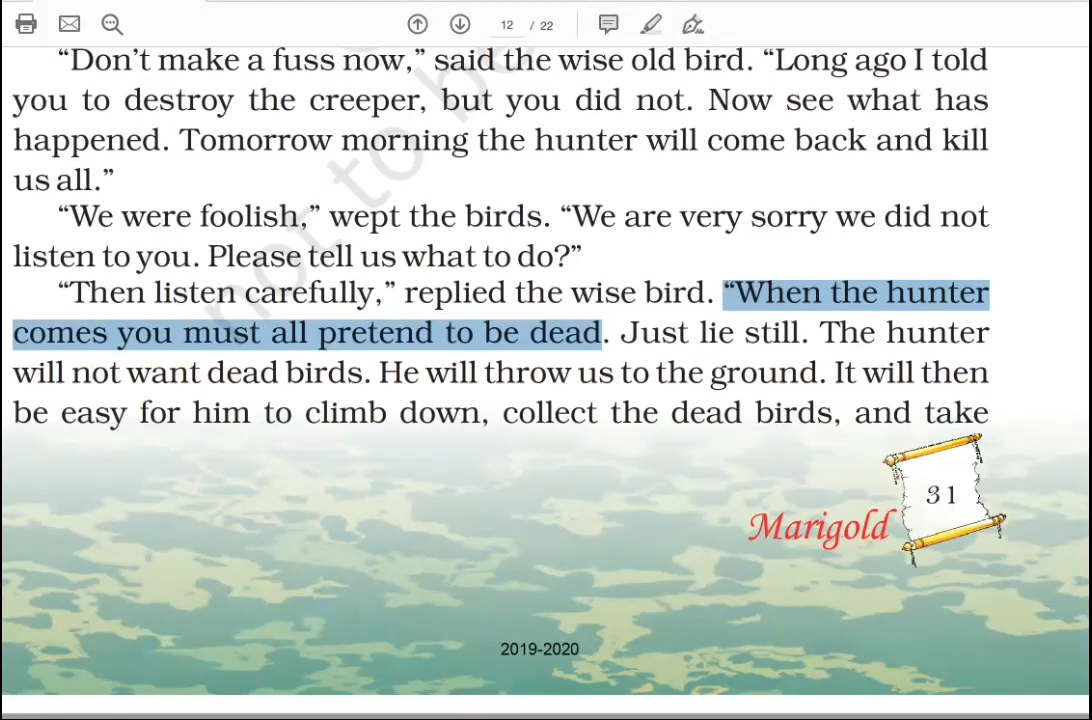 12 / 22
“Don’t make a fuss now,” said the wise old bird. “Long ago I told
you to destroy the creeper, but you did not. Now see what has
happened. Tomorrow morning the hunter will come back and kill
us all.”
“We were foolish,” wept the birds. “We are very sorry we did not
listen to you. Please tell us what to do?”
“Then listen carefully,” replied the wise bird. “When the hunter
comes you must all pretend to be dead. Just lie still. The hunter
will not want dead birds. He will throw us to the ground. It will then
be easy for him to climb down, collect the dead birds, and take
31
Marigold
2019-2020
not to be